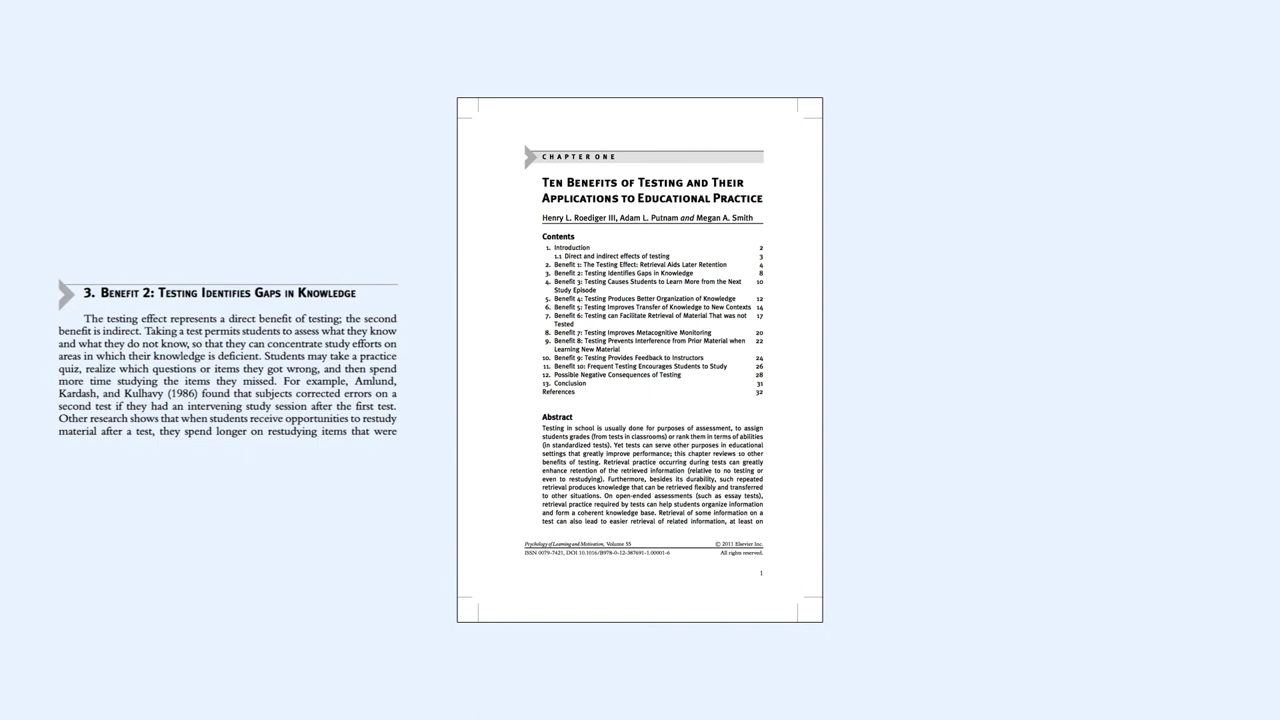 3. Benefit 2: Testing Identifies Gaps in Knowledge
The testing effect represents a direct benefit of testing; the second
benefit is indirect. Taking a test permits students to assess what they know
and what they do not know, so that they can concentrate study efforts on
areas in which their knowledge is deficient. Students may take a practice
quiz, realize which questions or items they got wrong, and then spend
more time studying the items they missed. For example, Amlund,
Kardash, and Kulhavy (1986) found that subjects corrected errors on a
second test if they had an intervening study session after the first test.
Other research shows that when students receive opportunities to restudy
material after a test, they spend longer on restudying items that were
CHAPTER ONE
Ten Benefits of Testing and Their
Applications to Educational Practice
Henry L. Roediger III, Adam L. Putnam and Megan A. Smith
Contents
1. Introduction 2
1.1 Direct and indirect effects of testing 3
2. Benefit 1: The Testing Effect: Retrieval Aids Later Retention 4
3. Benefit 2: Testing Identifies Gaps in Knowledge 8
4. Benefit 3: Testing Causes Students to Learn More from the Next 10
Study Episode
5. Benefit 4: Testing Produces Better Organization of Knowledge 12
6. Benefit 5: Testing Improves Transfer of Knowledge to New Contexts 14
7. Benefit 6: Testing can Facilitate Retrieval of Material That was not 17
Tested
8. Benefit 7: Testing Improves Metacognitive Monitoring 20
9. Benefit 8: Testing Prevents Interference from Prior Material when 22
Learning New Material
10. Benefit 9: Testing Provides Feedback to Instructors 24
11. Benefit 10: Frequent Testing Encourages Students to Study 26
12. Possible Negative Consequences of Testing 28
13. Conclusion 31
References 32
Abstract
Testing in school is usually done for purposes of assessment, to assign
students grades (from tests in classrooms) or rank them in terms of abilities
(in standardized tests). Yet tests can serve other purposes in educational
settings that greatly improve performance; this chapter reviews 10 other
benefits of testing. Retrieval practice occurring during tests can greatly
enhance retention of the retrieved information (relative to no testing or
even to restudying). Furthermore, besides its durability, such repeated
retrieval produces knowledge that can be retrieved flexibly and transferred
to other situations. On open-ended assessments (such as essay tests),
retrieval practice required by tests can help students organize information
and form a coherent knowledge base. Retrieval of some information on a
test can also lead to easier retrieval of related information, at least on
Psychology of Learning and Motivation, Volume 55 © 2011 Elsevier Inc.
ISSN 0079-7421, DOI 10.1016/B978-0-12-387691-1.00001-6 All rights reserved.
1